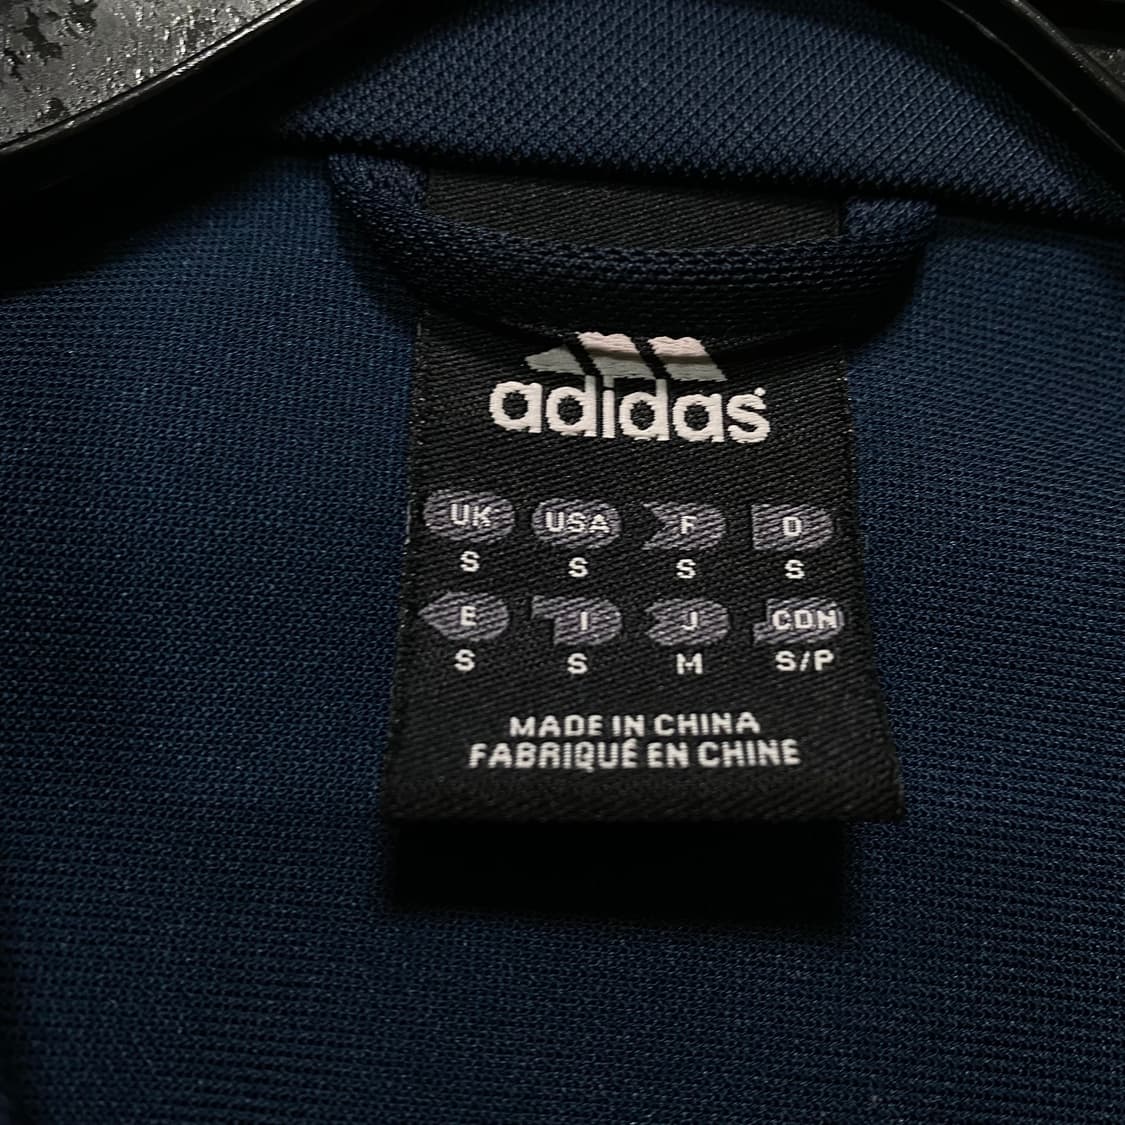 adidas
UK USA F D
S S S S
E I J CDN
S S M S/P
MADE IN CHINA
FABRIQUÉ EN CHINE